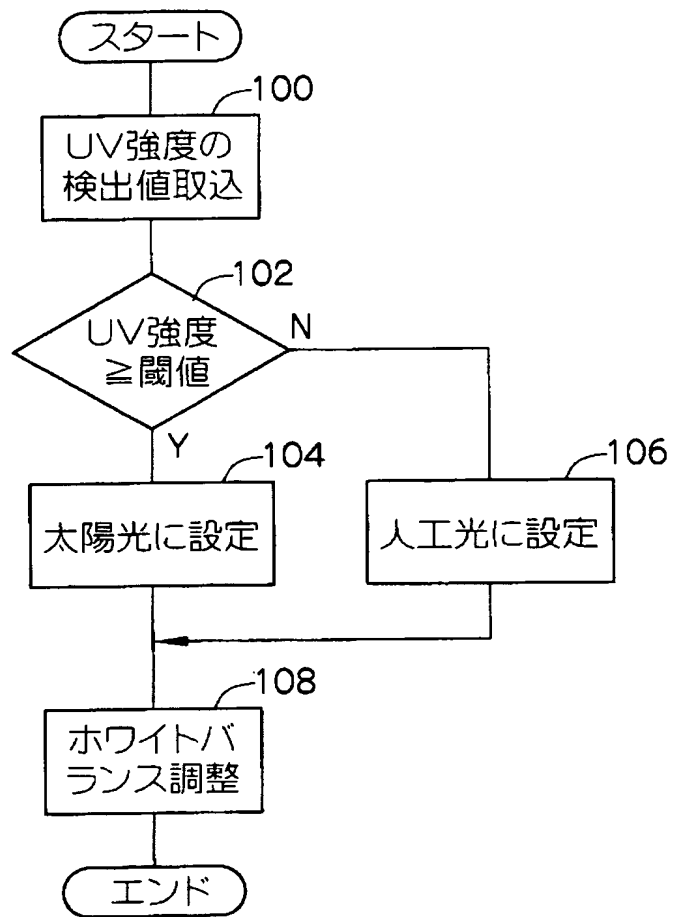 スタート
100
UV強度の
検出値取込
102
UV強度
≧閾値
N
Y
104
太陽光に設定
106
人工光に設定
108
ホワイトバ
ランス調整
エンド